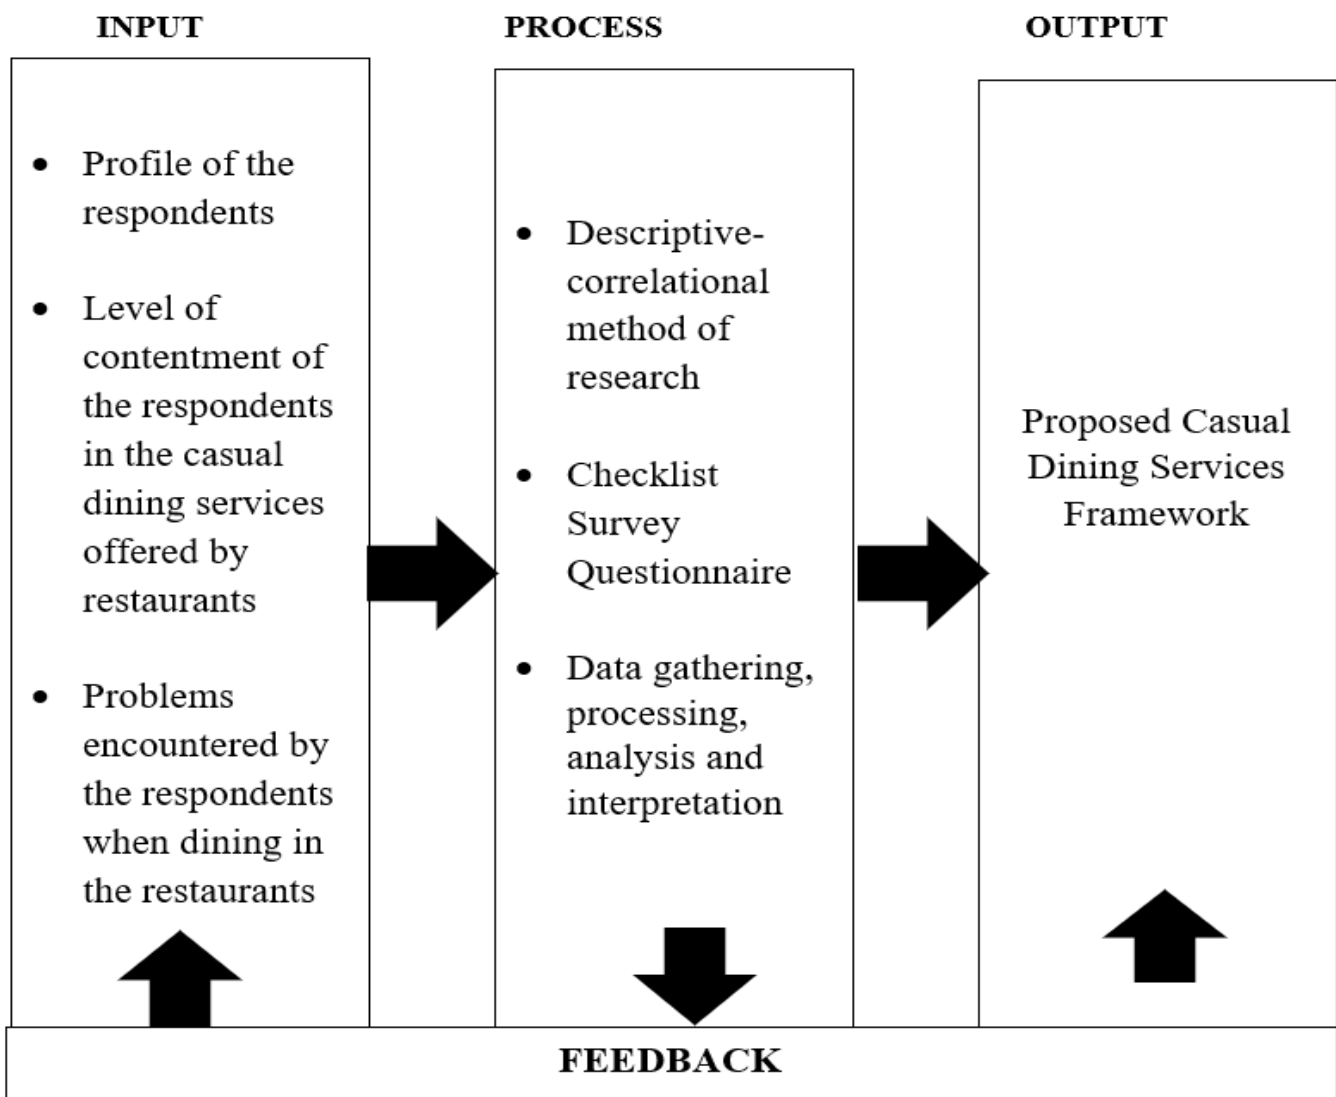 INPUT
PROCESS
OUTPUT
• Profile of the
respondents
• Level of
contentment of
the respondents
in the casual
dining services
offered by
restaurants
• Problems
encountered by
the respondents
when dining in
the restaurants
• Descriptive-
correlational
method of
research
• Checklist
Survey
Questionnaire
• Data gathering,
processing,
analysis and
interpretation
Proposed Casual
Dining Services
Framework
FEEDBACK